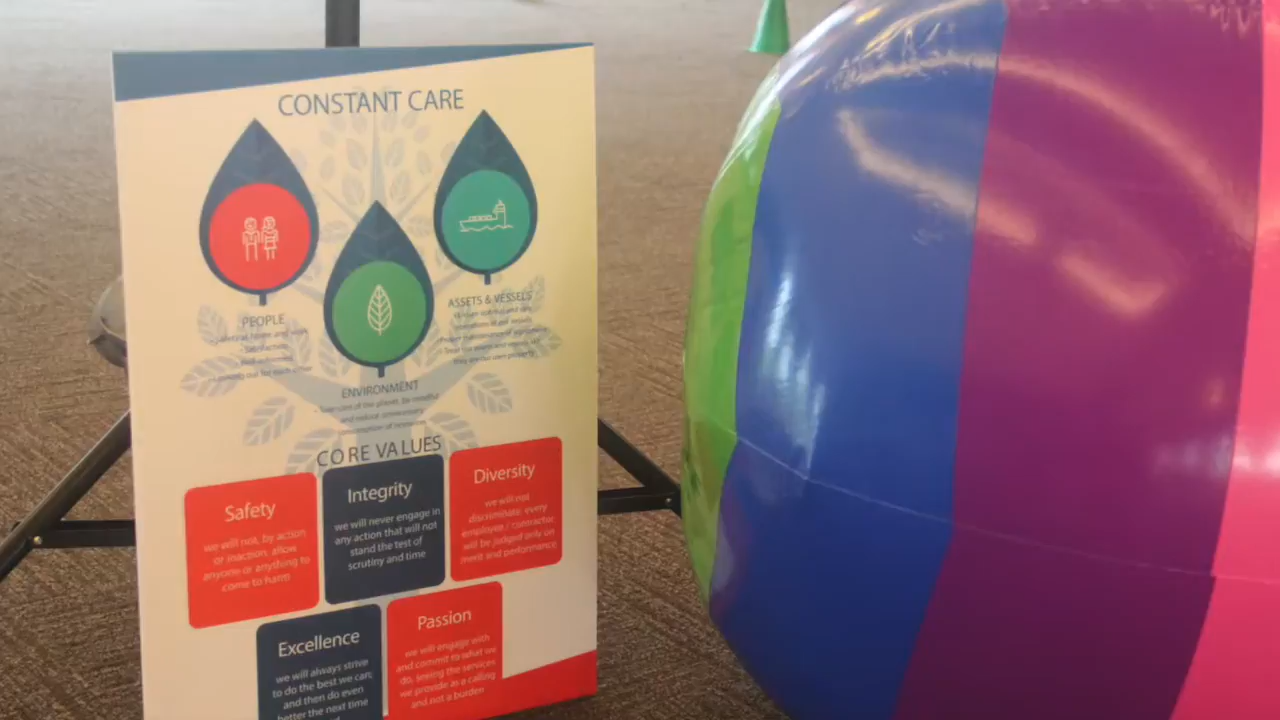 CONSTANT CARE
PEOPLE
ASSETS & VESSELS
ENVIRONMENT
CORE VALUES
Safety
we will not, by action
or inaction, allow
anyone or anything to
come to harm
Integrity
we will never engage in
any action that will not
stand the test of
scrutiny and time
Diversity
we will not
discriminate; every
employee / contractor
will be judged only on
merit and performance
Excellence
we will always strive
to do the best we can;
and then do even
better the next time
Passion
we will engage with
and commit to what we
do, seeing the services
we provide as a calling
and not a burden